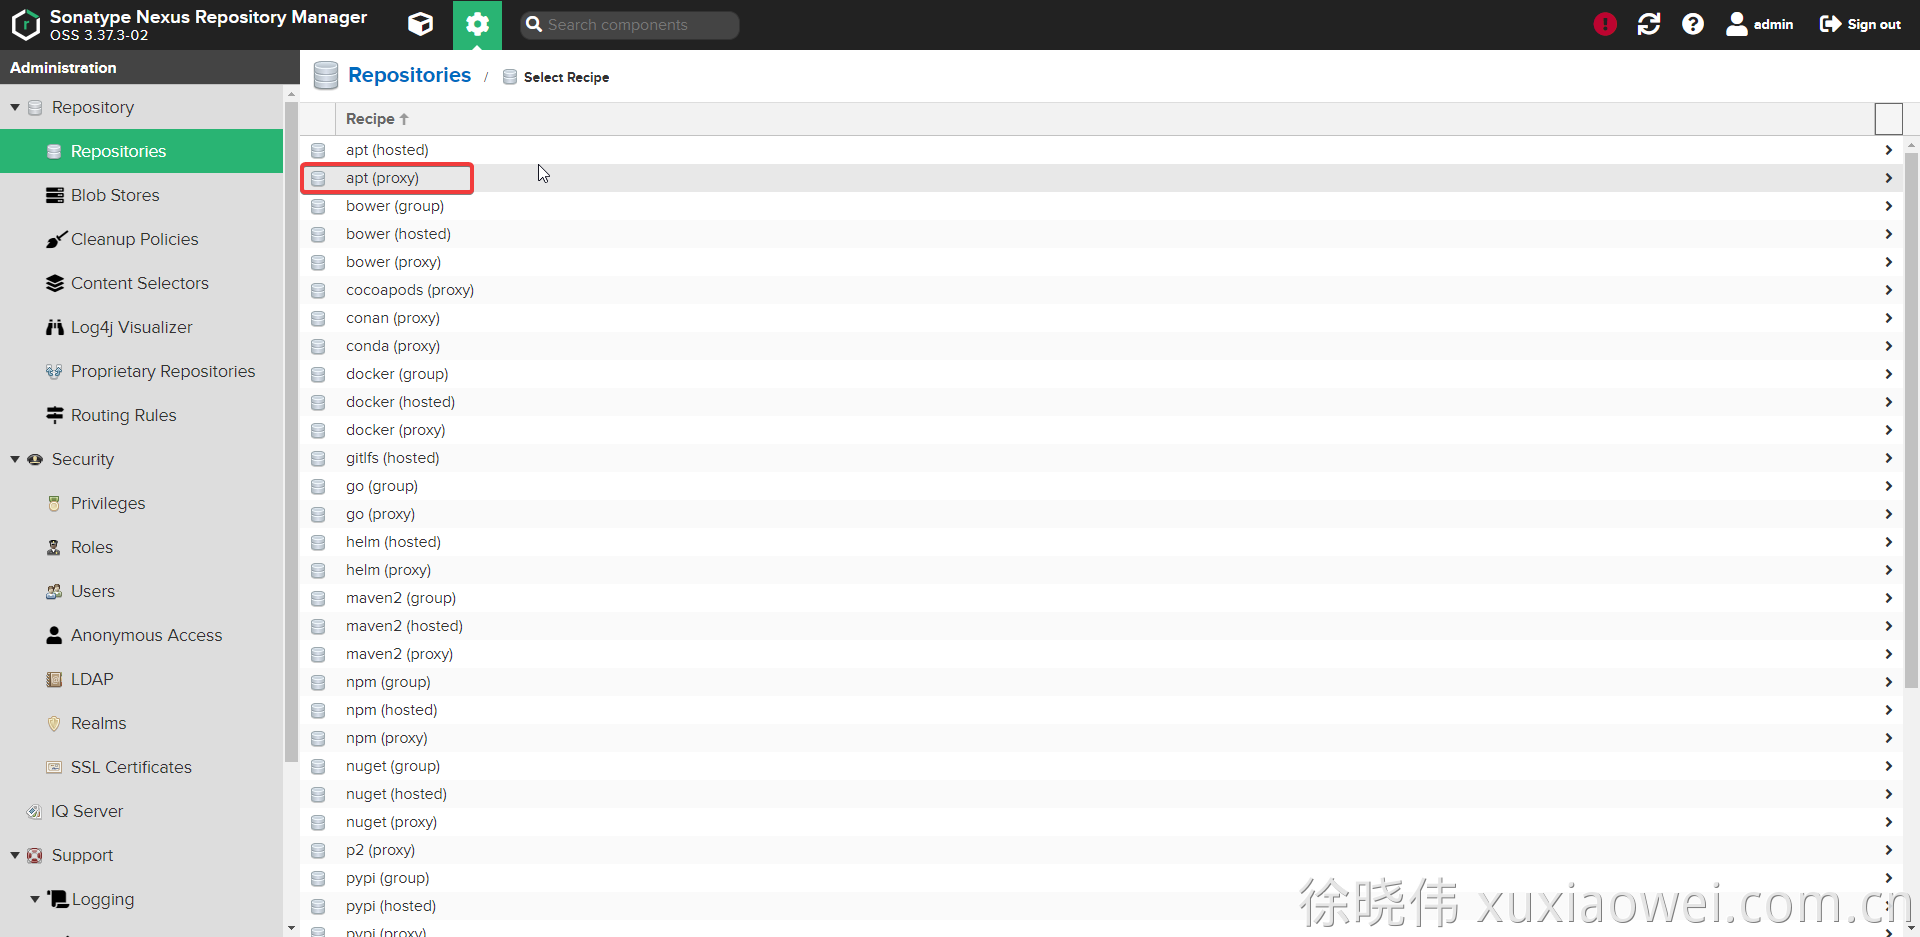 Sonatype Nexus Repository Manager
OSS 3.37.3-02
Search components
admin
Sign out
Administration
Repository
Repositories
Blob Stores
Cleanup Policies
Content Selectors
Log4j Visualizer
Proprietary Repositories
Routing Rules
Security
Privileges
Roles
Users
Anonymous Access
LDAP
Realms
SSL Certificates
IQ Server
Support
Logging
Repositories / Select Recipe
Recipe
apt (hosted)
apt (proxy)
bower (group)
bower (hosted)
bower (proxy)
cocoapods (proxy)
conan (proxy)
conda (proxy)
docker (group)
docker (hosted)
docker (proxy)
gitlfs (hosted)
go (group)
go (proxy)
helm (hosted)
helm (proxy)
maven2 (group)
maven2 (hosted)
maven2 (proxy)
npm (group)
npm (hosted)
npm (proxy)
nuget (group)
nuget (hosted)
nuget (proxy)
p2 (proxy)
pypi (group)
pypi (hosted)
pypi (proxy)
徐晓伟 xuxiaowei.com.cn